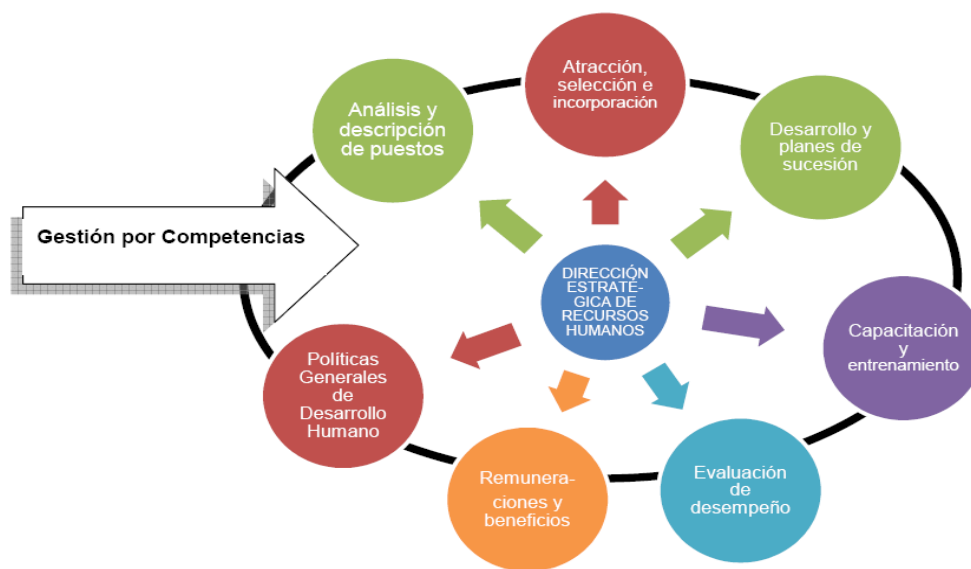 Atracción,
selección e
incorporación
Análisis y
descripción
de puestos
Desarrollo y
planes de
sucesión
Gestión por Competencias
DIRECCIÓN
ESTRATÉ-
GICA DE
RECURSOS
HUMANOS
Capacitación
y
entrenamiento
Políticas
Generales
de
Desarrollo
Humano
Evaluación
de
desempeño
Remunera-
ciones y
beneficios